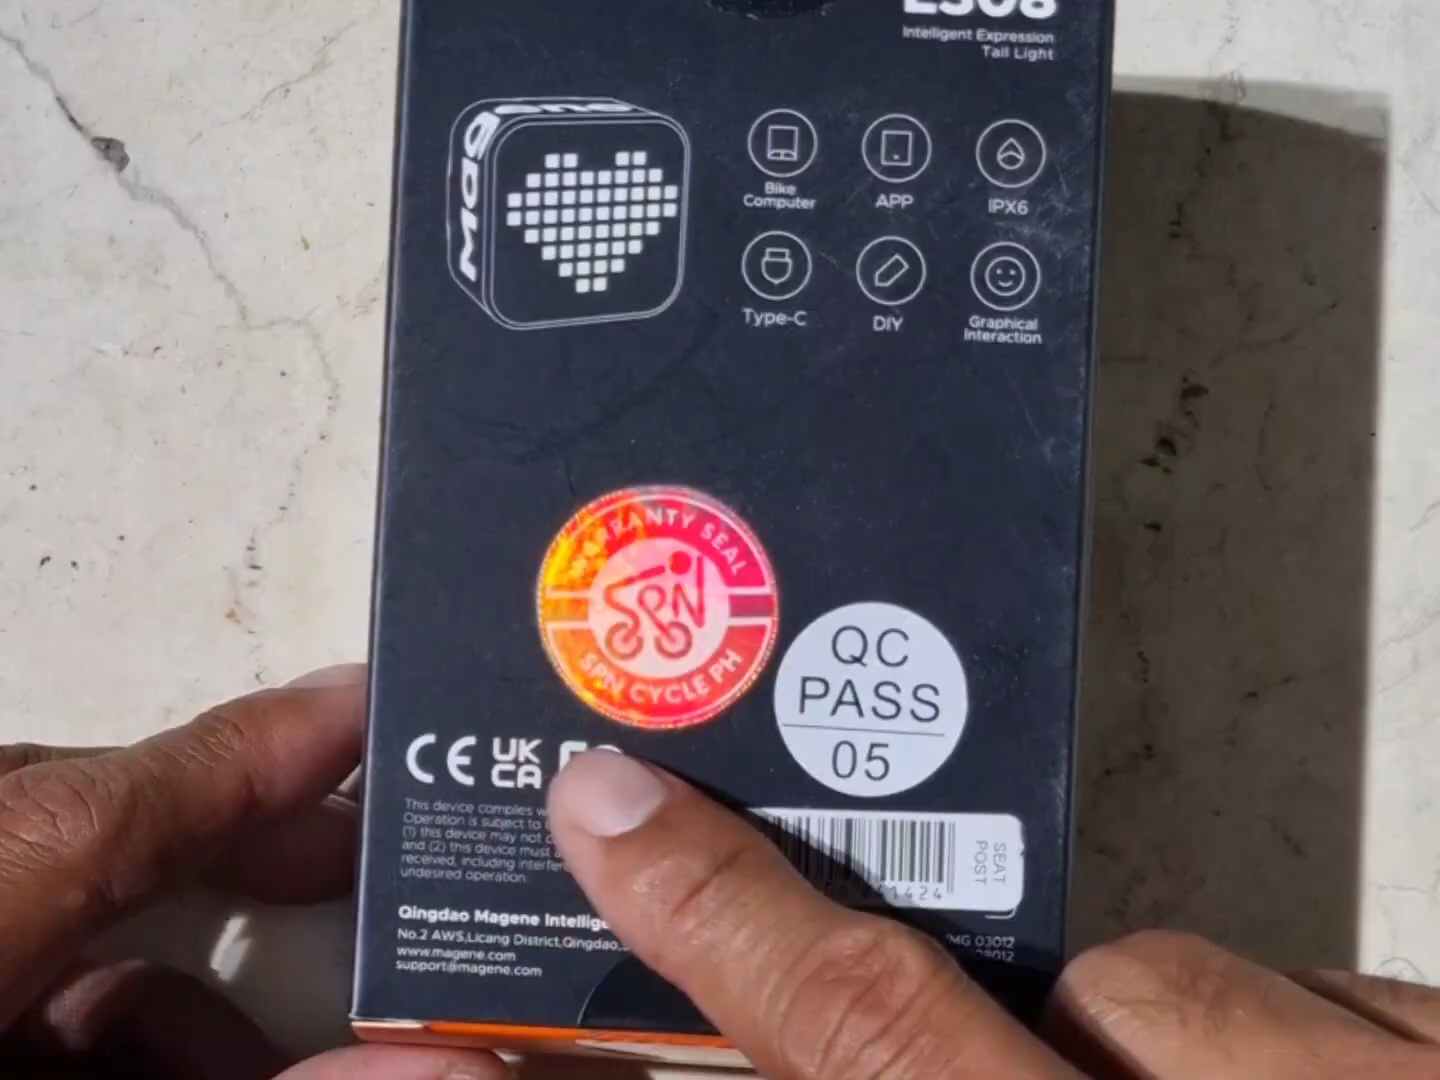 Intelligent Expression
Tail Light
Magene
Bike
Computer
APP
IPX6
Type-C
DIY
Graphical
Interaction
WARRANTY SEAL
SPN
SPN CYCLE PH
QC
PASS
05
CE
UK
CA
This device complies
Operation is subject to
(1) this device may not
and (2) this device must
received, including
undesired operation.
SEAT
POST
Qingdao Magene
No.2 AWS,Licang District,Qingdao,
www.magene.com
support@magene.com
MG 03012